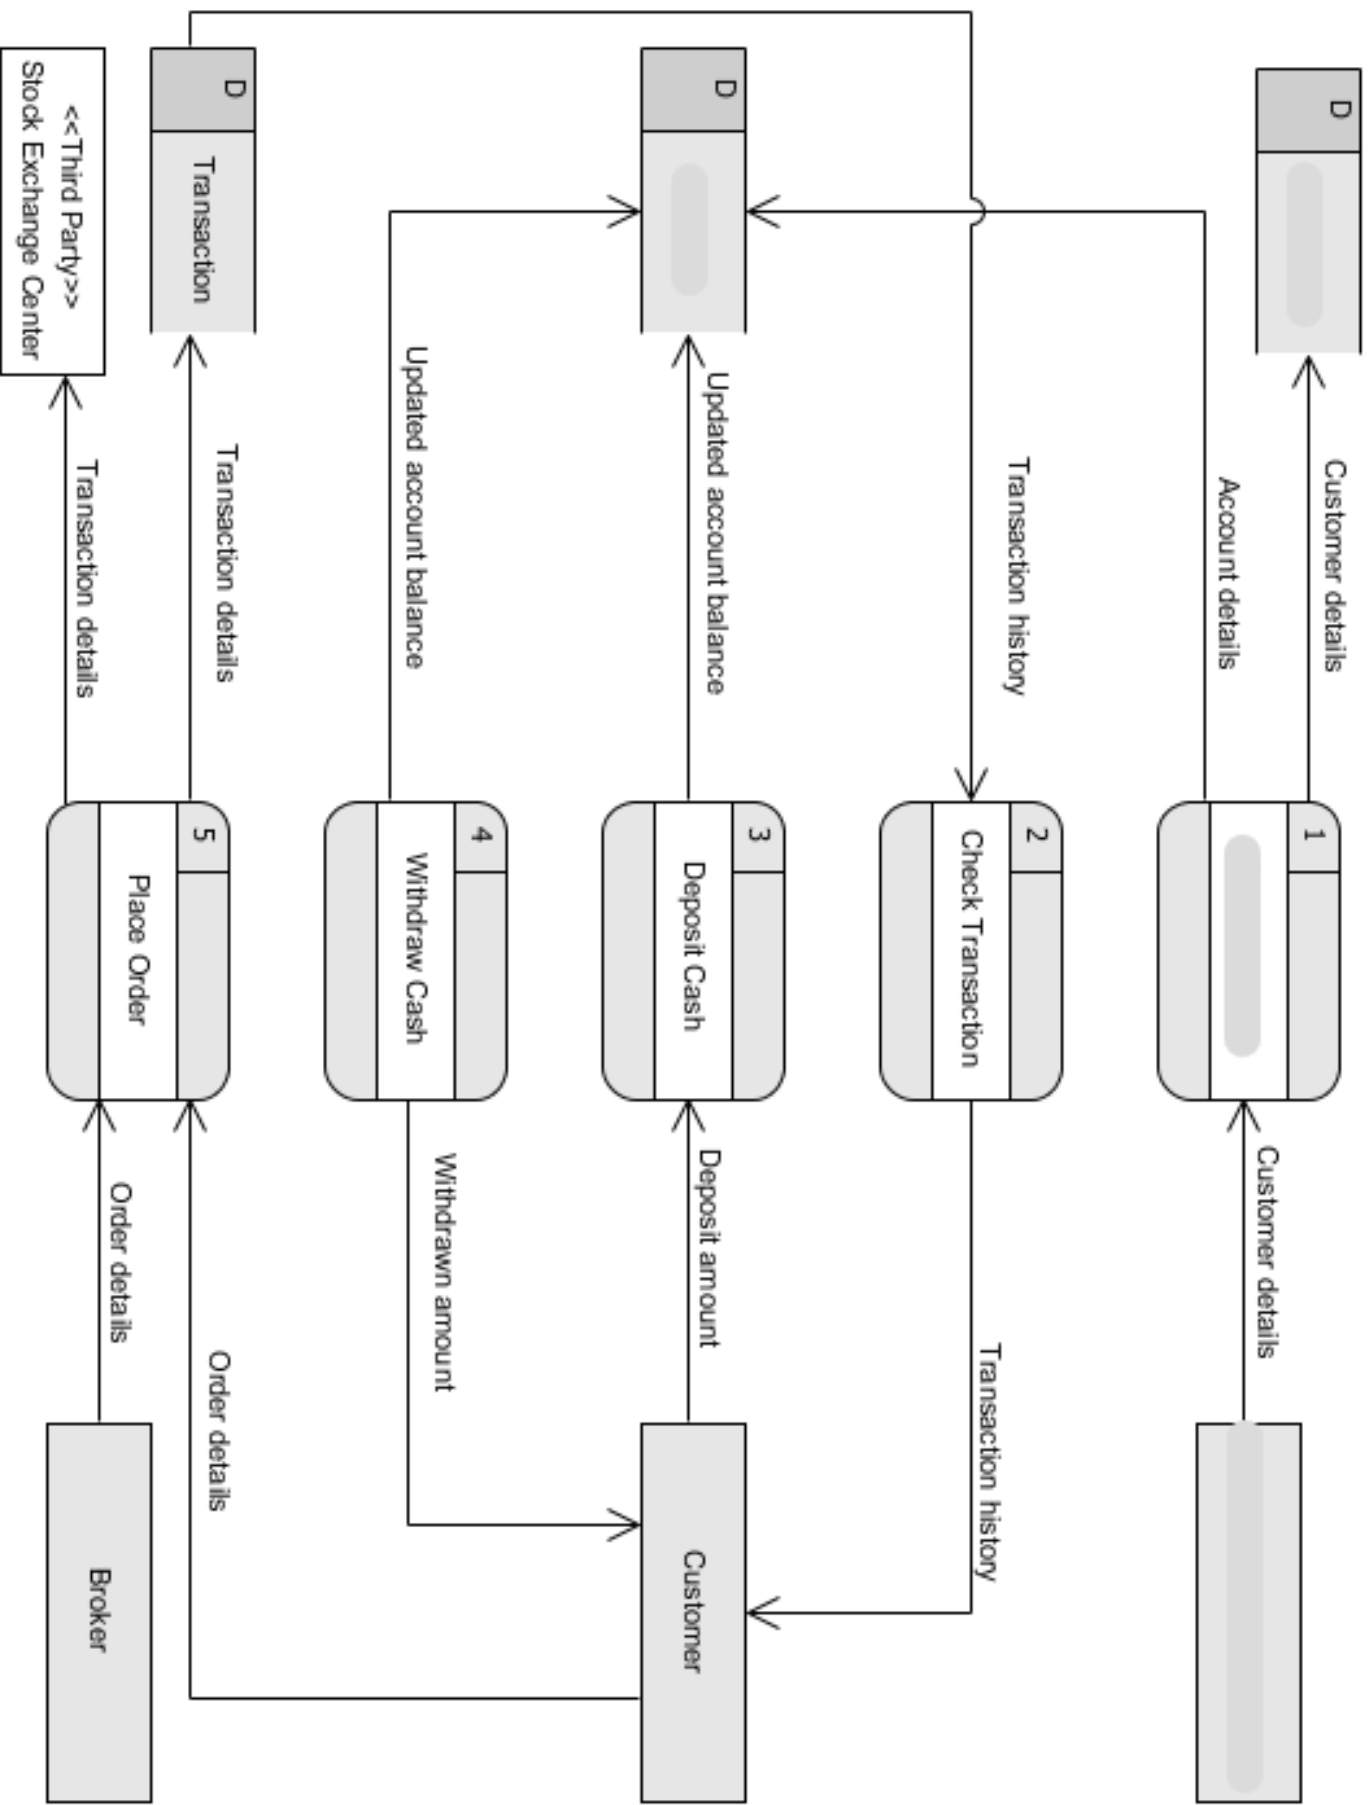 D
Customer details
1
Customer details
Account details
2
Transaction history
Check Transaction
Transaction history
D
Updated account balance
3
Deposit Cash
Deposit amount
Customer
4
Withdraw Cash
Withdrawn amount
Updated account balance
D
Transaction
Transaction details
5
Place Order
Order details
Order details
Broker
Transaction details
<<Third Party>>
Stock Exchange Center